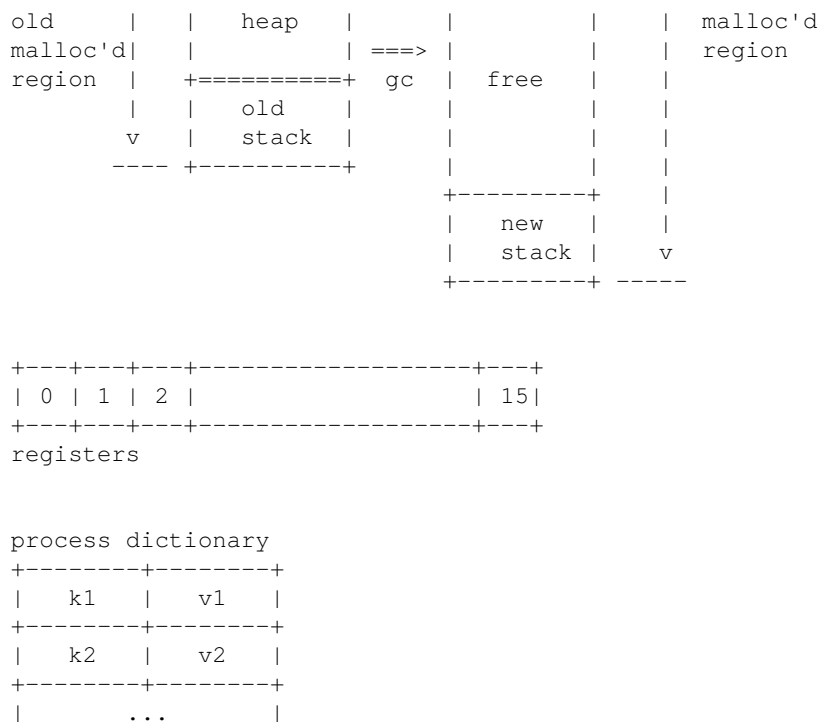 old      |  |   heap   |      |         |    |  malloc'd
malloc'd|   |          | ===> |         |    |  region
region  |   +==========+  gc  |  free   |    |
        |   |   old    |      |         |    |
        v   |   stack  |      |         |    |
       ---- +----------+      |         |    |
                              +---------+    |
                              |   new   |    |
                              |   stack |    v
                              +---------+ -----
+---+---+---+-------------------+---+
| 0 | 1 | 2 |                   | 15|
+---+---+---+-------------------+---+
registers
process dictionary
+--------+--------+
|   k1   |   v1   |
+--------+--------+
|   k2   |   v2   |
+--------+--------+
|       ...       |